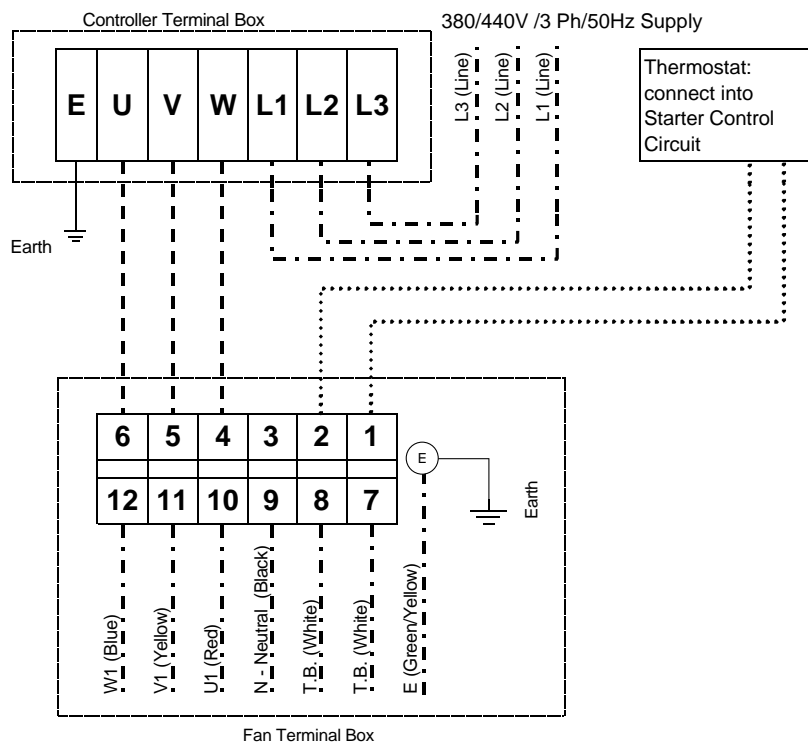 Controller Terminal Box
380/440V /3 Ph/50Hz Supply
E U V W L1 L2 L3
L3 (Line)
L2 (Line)
L1 (Line)
Thermostat:
connect into
Starter Control
Circuit
Earth
6 5 4 3 2 1
E
12 11 10 9 8 7
Earth
W1 (Blue)
V1 (Yellow)
U1 (Red)
N - Neutral (Black)
T.B. (White)
T.B. (White)
E (Green/Yellow)
Fan Terminal Box